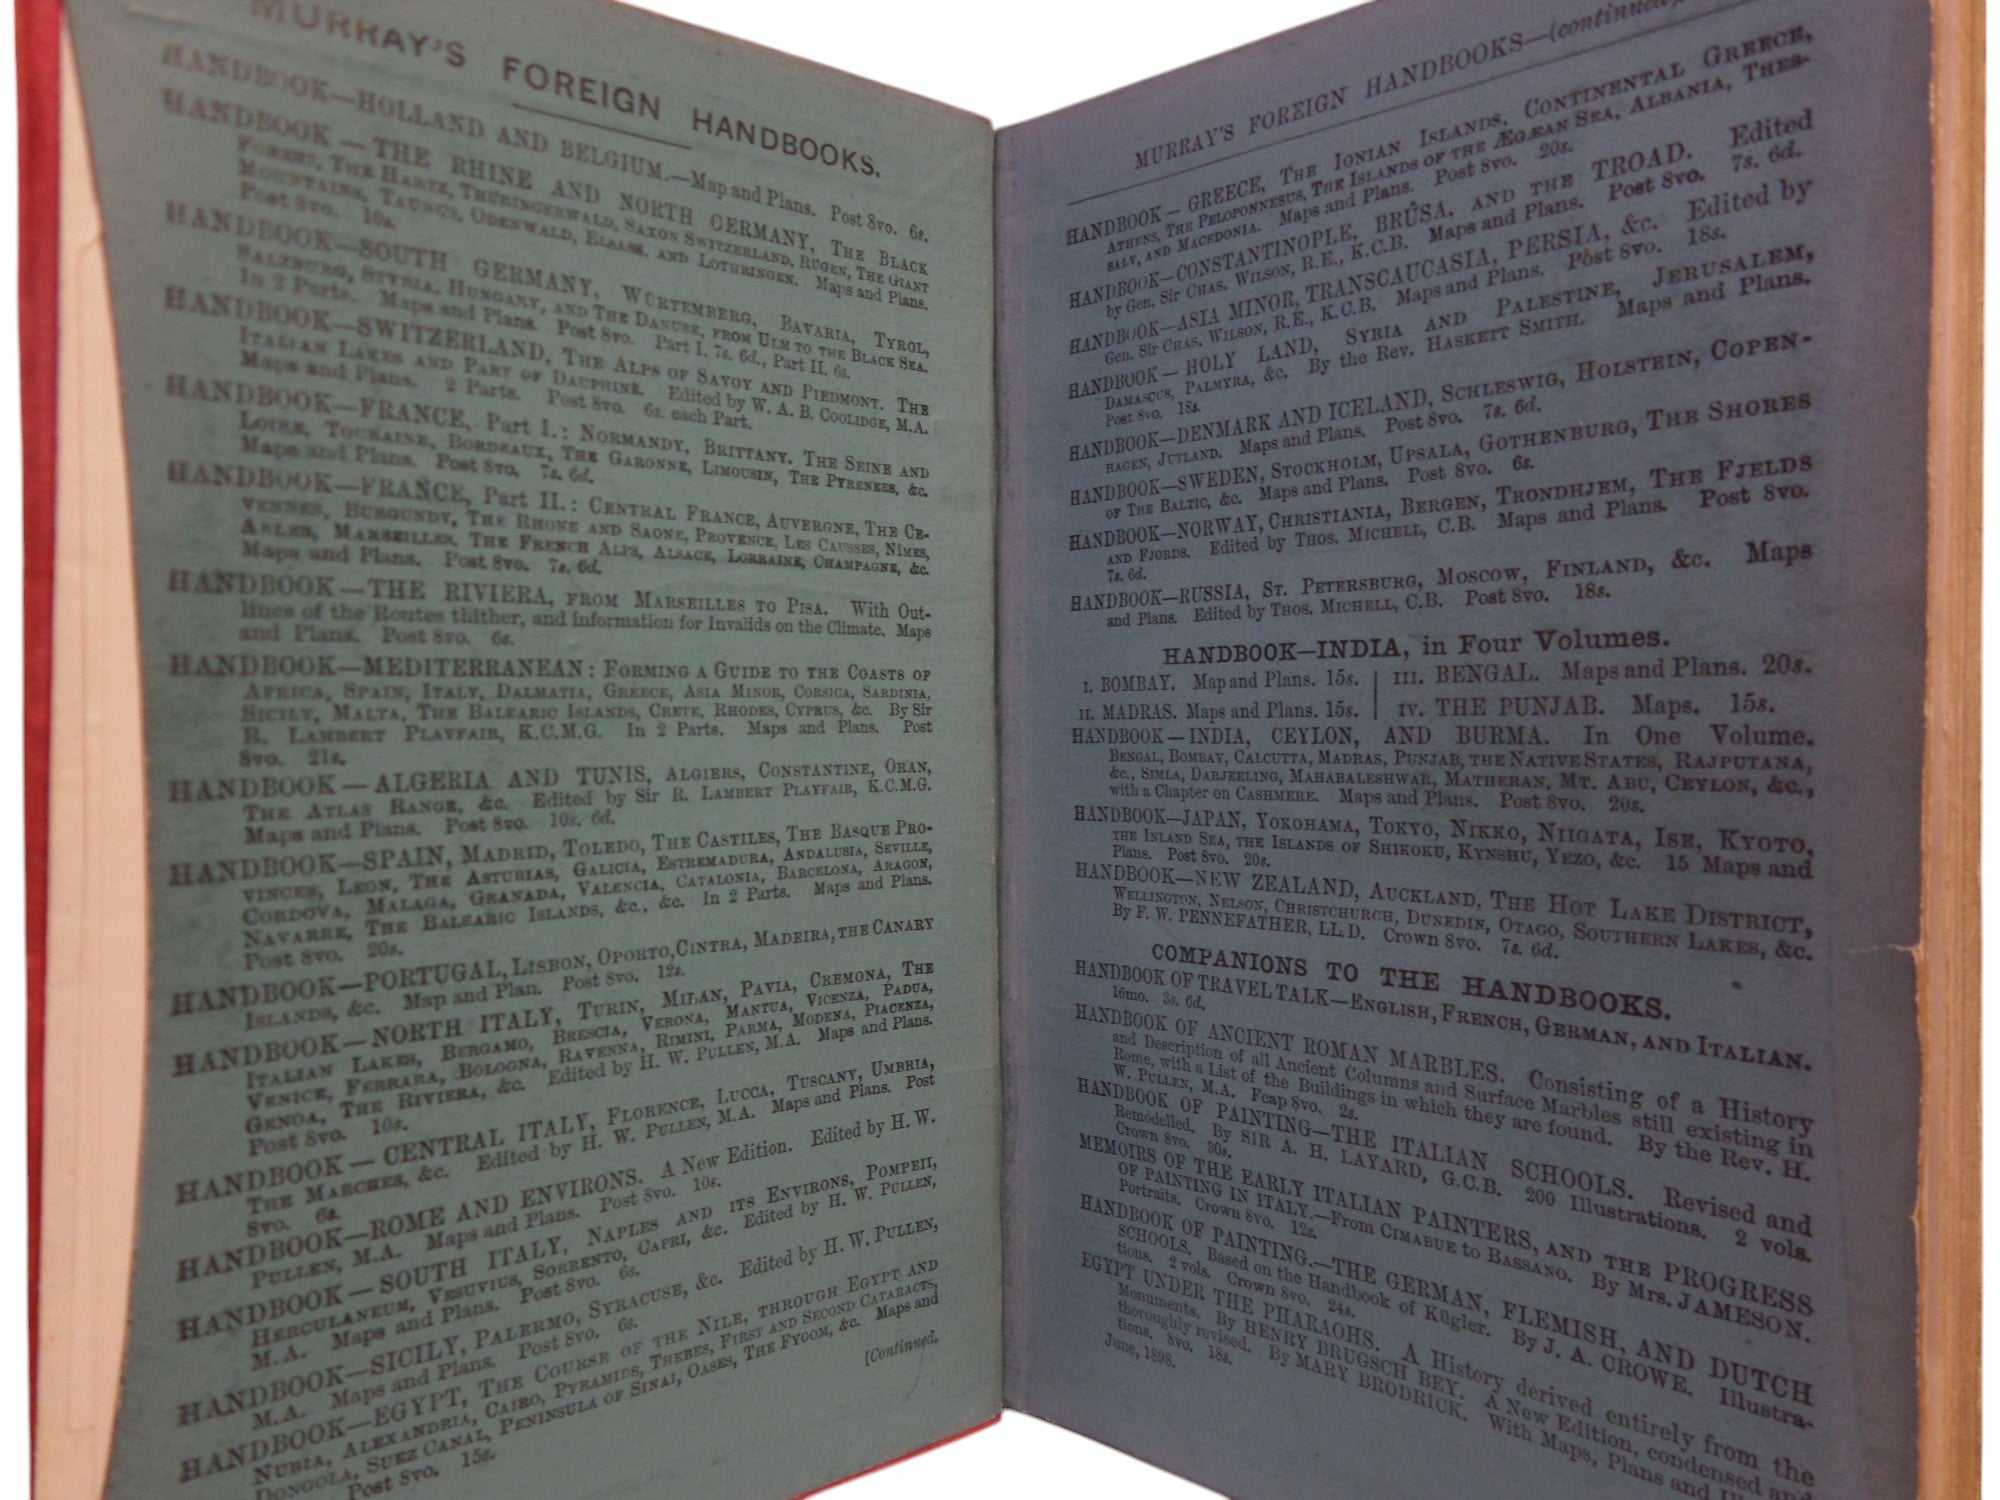 MURRAY'S FOREIGN HANDBOOKS.
HANDBOOK—HOLLAND AND BELGIUM.—Map and Plans. Post 8vo. 6s.
HANDBOOK — THE RHINE AND NORTH GERMANY, THE BLACK
FOREST, THE HARTZ, THÜRINGERWALD, SAXON SWITZERLAND, RÜGEN, THE GIANT
MOUNTAINS, TAUNUS, ODENWALD, ELSASS, AND LOTHRINGEN. Maps and Plans.
Post 8vo. 10s.
HANDBOOK—SOUTH GERMANY, WÜRTEMBERG, BAVARIA, TYROL,
SALZBURG, STYRIA, HUNGARY, AND THE DANUBE, FROM ULM TO THE BLACK SEA.
In 2 Parts. Maps and Plans. Post 8vo. Part I. 7s. 6d., Part II. 6s.
HANDBOOK—SWITZERLAND, THE ALPS OF SAVOY AND PIEDMONT. THE
ITALIAN LAKES AND PART OF DAUPHINÉ. Edited by W. A. B. COOLIDGE, M.A.
Maps and Plans. 2 Parts. Post 8vo. 6s. each Part.
HANDBOOK—FRANCE, Part I.: NORMANDY, BRITTANY, THE SEINE AND
LOIRE, TOURAINE, BORDEAUX, THE GARONNE, LIMOUSIN, THE PYRENEES, &c.
Maps and Plans. Post 8vo. 7s. 6d.
HANDBOOK—FRANCE, Part II.: CENTRAL FRANCE, AUVERGNE, THE CE-
VENNES, BURGUNDY, THE RHONE AND SAONE, PROVENCE, LES CAUSSES, NÎMES,
ARLES, MARSEILLES, THE FRENCH ALPS, ALSACE, LORRAINE, CHAMPAGNE, &c.
Maps and Plans. Post 8vo. 7s. 6d.
HANDBOOK—THE RIVIERA, FROM MARSEILLES TO PISA. With Out-
lines of the Routes thither, and information for Invalids on the Climate. Maps
and Plans. Post 8vo. 6s.
HANDBOOK—MEDITERRANEAN: FORMING A GUIDE TO THE COASTS OF
AFRICA, SPAIN, ITALY, DALMATIA, GREECE, ASIA MINOR, CORSICA, SARDINIA,
SICILY, MALTA, THE BALEARIC ISLANDS, CRETE, RHODES, CYPRUS, &c. By Sir
R. LAMBERT PLAYFAIR, K.C.M.G. In 2 Parts. Maps and Plans. Post
8vo. 21s.
HANDBOOK—ALGERIA AND TUNIS, ALGIERS, CONSTANTINE, ORAN,
THE ATLAS RANGE, &c. Edited by Sir R. LAMBERT PLAYFAIR, K.C.M.G.
Maps and Plans. Post 8vo. 10s. 6d.
HANDBOOK—SPAIN, MADRID, TOLEDO, THE CASTILES, THE BASQUE PRO-
VINCES, LEON, THE ASTURIAS, GALICIA, ESTREMADURA, ANDALUSIA, SEVILLE,
CORDOVA, MALAGA, GRANADA, VALENCIA, CATALONIA, BARCELONA, ARAGON,
NAVARRE, THE BALEARIC ISLANDS, &c., &c. In 2 Parts. Maps and Plans.
Post 8vo. 20s.
HANDBOOK—PORTUGAL, LISBON, OPORTO, CINTRA, MADEIRA, THE CANARY
ISLANDS, &c. Map and Plan. Post 8vo. 12s.
HANDBOOK—NORTH ITALY, TURIN, MILAN, PAVIA, CREMONA, THE
ITALIAN LAKES, BERGAMO, BRESCIA, VERONA, MANTUA, VICENZA, PADUA,
VENICE, FERRARA, BOLOGNA, RAVENNA, RIMINI, PARMA, MODENA, PIACENZA,
GENOA, THE RIVIERA, &c. Edited by H. W. PULLEN, M.A. Maps and Plans.
Post 8vo. 10s.
HANDBOOK — CENTRAL ITALY, FLORENCE, LUCCA, TUSCANY, UMBRIA,
THE MARCHES, &c. Edited by H. W. PULLEN, M.A. Maps and Plans. Post
8vo. 6s.
HANDBOOK—ROME AND ENVIRONS. A New Edition. Edited by H. W.
PULLEN, M.A. Maps and Plans. Post 8vo. 10s.
HANDBOOK — SOUTH ITALY, NAPLES AND ITS ENVIRONS, POMPEII,
HERCULANEUM, VESUVIUS, SORRENTO, CAPRI, &c. Edited by H. W. PULLEN,
M.A. Maps and Plans. Post 8vo. 6s.
HANDBOOK—SICILY, PALERMO, SYRACUSE, &c. Edited by H. W. PULLEN,
M.A. Maps and Plans. Post 8vo. 6s.
HANDBOOK—EGYPT, THE COURSE OF THE NILE, THROUGH EGYPT AND
NUBIA, ALEXANDRIA, CAIRO, PYRAMIDS, THEBES, FIRST AND SECOND CATARACTS,
DONGOLA, SUEZ CANAL, PENINSULA OF SINAI, OASES, THE FYOOM, &c. Maps and
Post 8vo. 15s.
[Continued.
MURRAY'S FOREIGN HANDBOOKS—(continued)
HANDBOOK — GREECE, THE IONIAN ISLANDS, CONTINENTAL GREECE,
ATHENS, THE PELOPONNESUS, THE ISLANDS OF THE ÆGÆAN SEA, ALBANIA, THES-
SALY, AND MACEDONIA. Maps and Plans. Post 8vo. 20s.
HANDBOOK—CONSTANTINOPLE, BRÛSA, AND THE TROAD. Edited
by Gen. Sir CHAS. WILSON, R.E., K.C.B. Maps and Plans. Post 8vo. 7s. 6d.
HANDBOOK—ASIA MINOR, TRANSCAUCASIA, PERSIA, &c. Edited by
Gen. Sir CHAS. WILSON, R.E., K.C.B. Maps and Plans. Post 8vo. 18s.
HANDBOOK — HOLY LAND, SYRIA AND PALESTINE, JERUSALEM,
DAMASCUS, PALMYRA, &c. By the Rev. HASKETT SMITH. Maps and Plans.
Post 8vo. 18s.
HANDBOOK—DENMARK AND ICELAND, SCHLESWIG, HOLSTEIN, COPEN-
HAGEN, JUTLAND. Maps and Plans. Post 8vo. 7s. 6d.
HANDBOOK—SWEDEN, STOCKHOLM, UPSALA, GOTHENBURG, THE SHORES
OF THE BALTIC, &c. Maps and Plans. Post 8vo. 6s.
HANDBOOK—NORWAY, CHRISTIANIA, BERGEN, TRONDHJEM, THE FJELDS
AND FJORDS. Edited by THOS. MICHELL, C.B. Maps and Plans. Post 8vo.
7s. 6d.
HANDBOOK—RUSSIA, ST. PETERSBURG, MOSCOW, FINLAND, &c. Maps
and Plans. Edited by THOS. MICHELL, C.B. Post 8vo. 18s.
HANDBOOK—INDIA, in Four Volumes.
I. BOMBAY. Map and Plans. 15s. | III. BENGAL. Maps and Plans. 20s.
II. MADRAS. Maps and Plans. 15s. | IV. THE PUNJAB. Maps. 15s.
HANDBOOK — INDIA, CEYLON, AND BURMA. In One Volume.
BENGAL, BOMBAY, CALCUTTA, MADRAS, PUNJAB, THE NATIVE STATES, RAJPUTANA,
&c., SIMLA, DARJEELING, MAHABALESHWAR, MATHERAN, MT. ABU, CEYLON, &c.,
with a Chapter on CASHMERE. Maps and Plans. Post 8vo. 20s.
HANDBOOK—JAPAN, YOKOHAMA, TOKYO, NIKKO, NIIGATA, ISE, KYOTO,
THE INLAND SEA, THE ISLANDS OF SHIKOKU, KYNSHU, YEZO, &c. 15 Maps and
Plans. Post 8vo. 20s.
HANDBOOK—NEW ZEALAND, AUCKLAND, THE HOT LAKE DISTRICT,
WELLINGTON, NELSON, CHRISTCHURCH, DUNEDIN, OTAGO, SOUTHERN LAKES, &c.
By F. W. PENNEFATHER, LL.D. Crown 8vo. 7s. 6d.
COMPANIONS TO THE HANDBOOKS.
HANDBOOK OF TRAVEL TALK—ENGLISH, FRENCH, GERMAN, AND ITALIAN.
16mo. 3s. 6d.
HANDBOOK OF ANCIENT ROMAN MARBLES. Consisting of a History
and Description of all Ancient Columns and Surface Marbles still existing in
Rome, with a List of the Buildings in which they are found. By the Rev. H.
W. PULLEN, M.A. Fcap 8vo. 2s.
HANDBOOK OF PAINTING—THE ITALIAN SCHOOLS. Revised and
Remodelled. By SIR A. H. LAYARD, G.C.B. 200 Illustrations. 2 vols.
Crown 8vo. 30s.
MEMOIRS OF THE EARLY ITALIAN PAINTERS, AND THE PROGRESS
OF PAINTING IN ITALY.—FROM CIMABUE TO BASSANO. By MRS. JAMESON.
Portraits. Crown 8vo. 12s.
HANDBOOK OF PAINTING.—THE GERMAN, FLEMISH, AND DUTCH
SCHOOLS. Based on the Handbook of Kügler. By J. A. CROWE. Illustra-
tions. 2 vols. Crown 8vo. 24s.
EGYPT UNDER THE PHARAOHS. A History derived entirely from the
Monuments. By HENRY BRUGSCH BEY. A New Edition, condensed and
thoroughly revised. By MARY BRODRICK. With Maps, Plans and
tions. 8vo. 18s.
June, 1898.